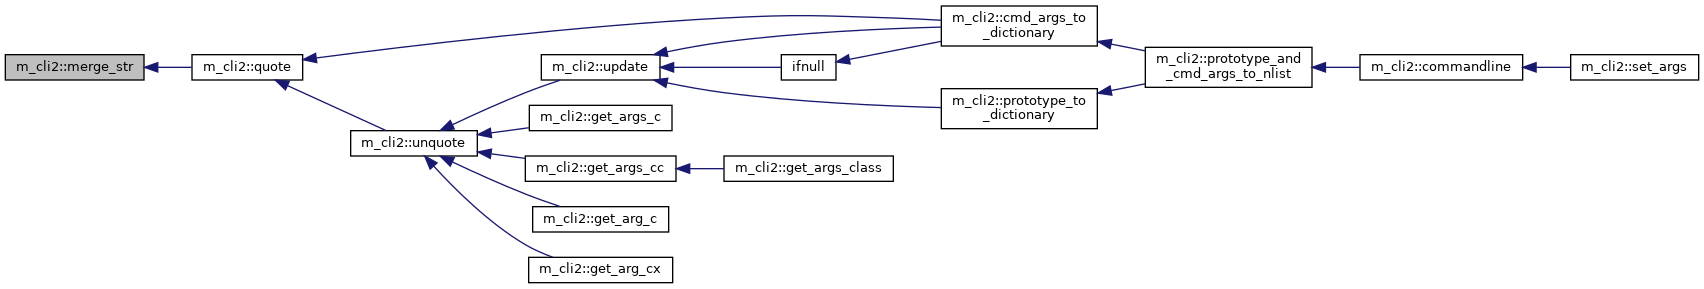 m_cli2::merge_str
m_cli2::quote
m_cli2::unquote
m_cli2::update
m_cli2::get_args_c
m_cli2::get_args_cc
m_cli2::get_arg_c
m_cli2::get_arg_cx
ifnull
m_cli2::get_args_class
m_cli2::cmd_args_to
_dictionary
m_cli2::prototype_to
_dictionary
m_cli2::prototype_and
_cmd_args_to_nlist
m_cli2::commandline
m_cli2::set_args